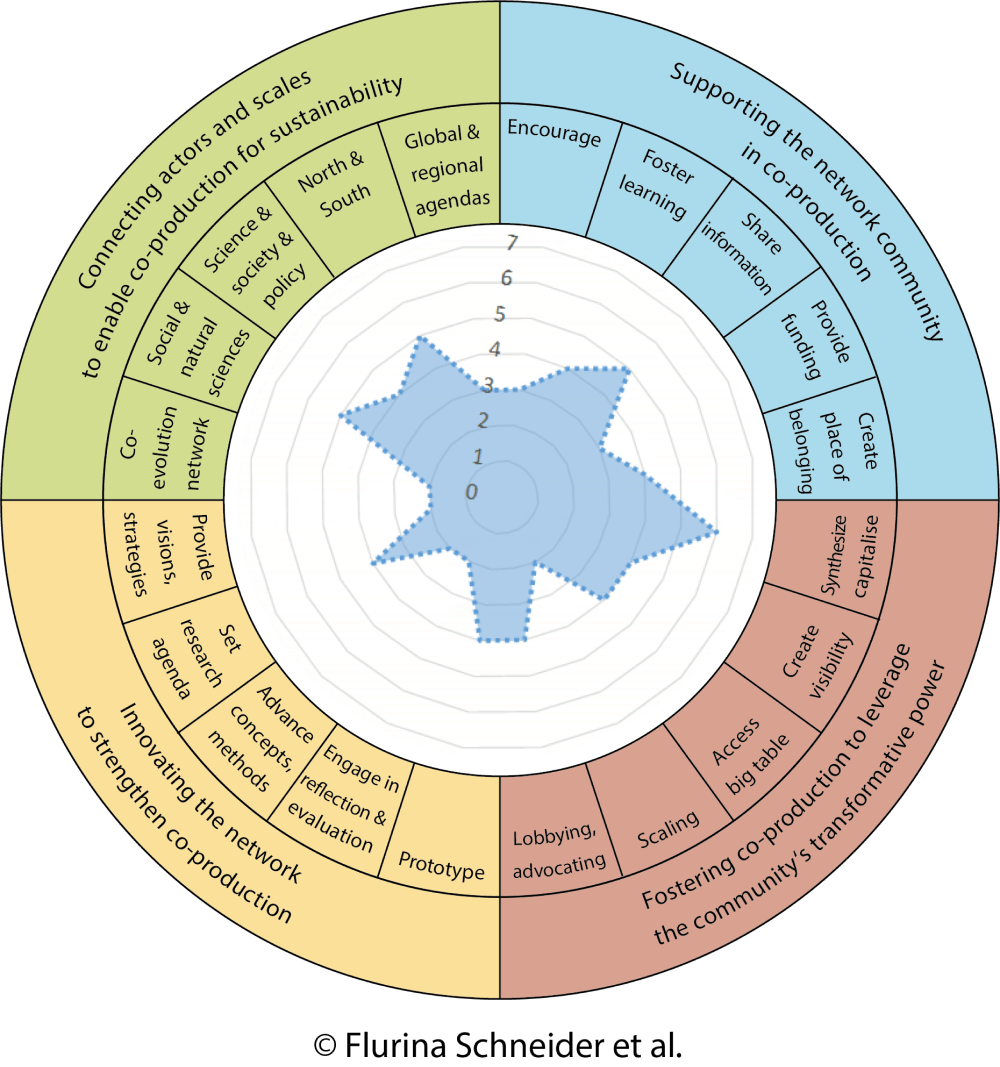 Connecting actors and scales
to enable co-production for sustainability
Supporting the network community
in co-production
Global &
regional
agendas
North &
South
Science &
society &
policy
Social &
natural
sciences
Co-
evolution
network
Encourage
Foster
learning
Share
information
Provide
funding
Create
place of
belonging
7
6
5
4
3
2
1
0
Provide
visions,
strategies
Set
research
agenda
Advance
concepts,
methods
Engage in
reflection &
evaluation
Prototype
Synthesize
capitalise
Create
visibility
Access
big table
Scaling
Lobbying,
advocating
Innovating the network
to strengthen co-production
Fostering co-production to leverage
the community's transformative power
© Flurina Schneider et al.